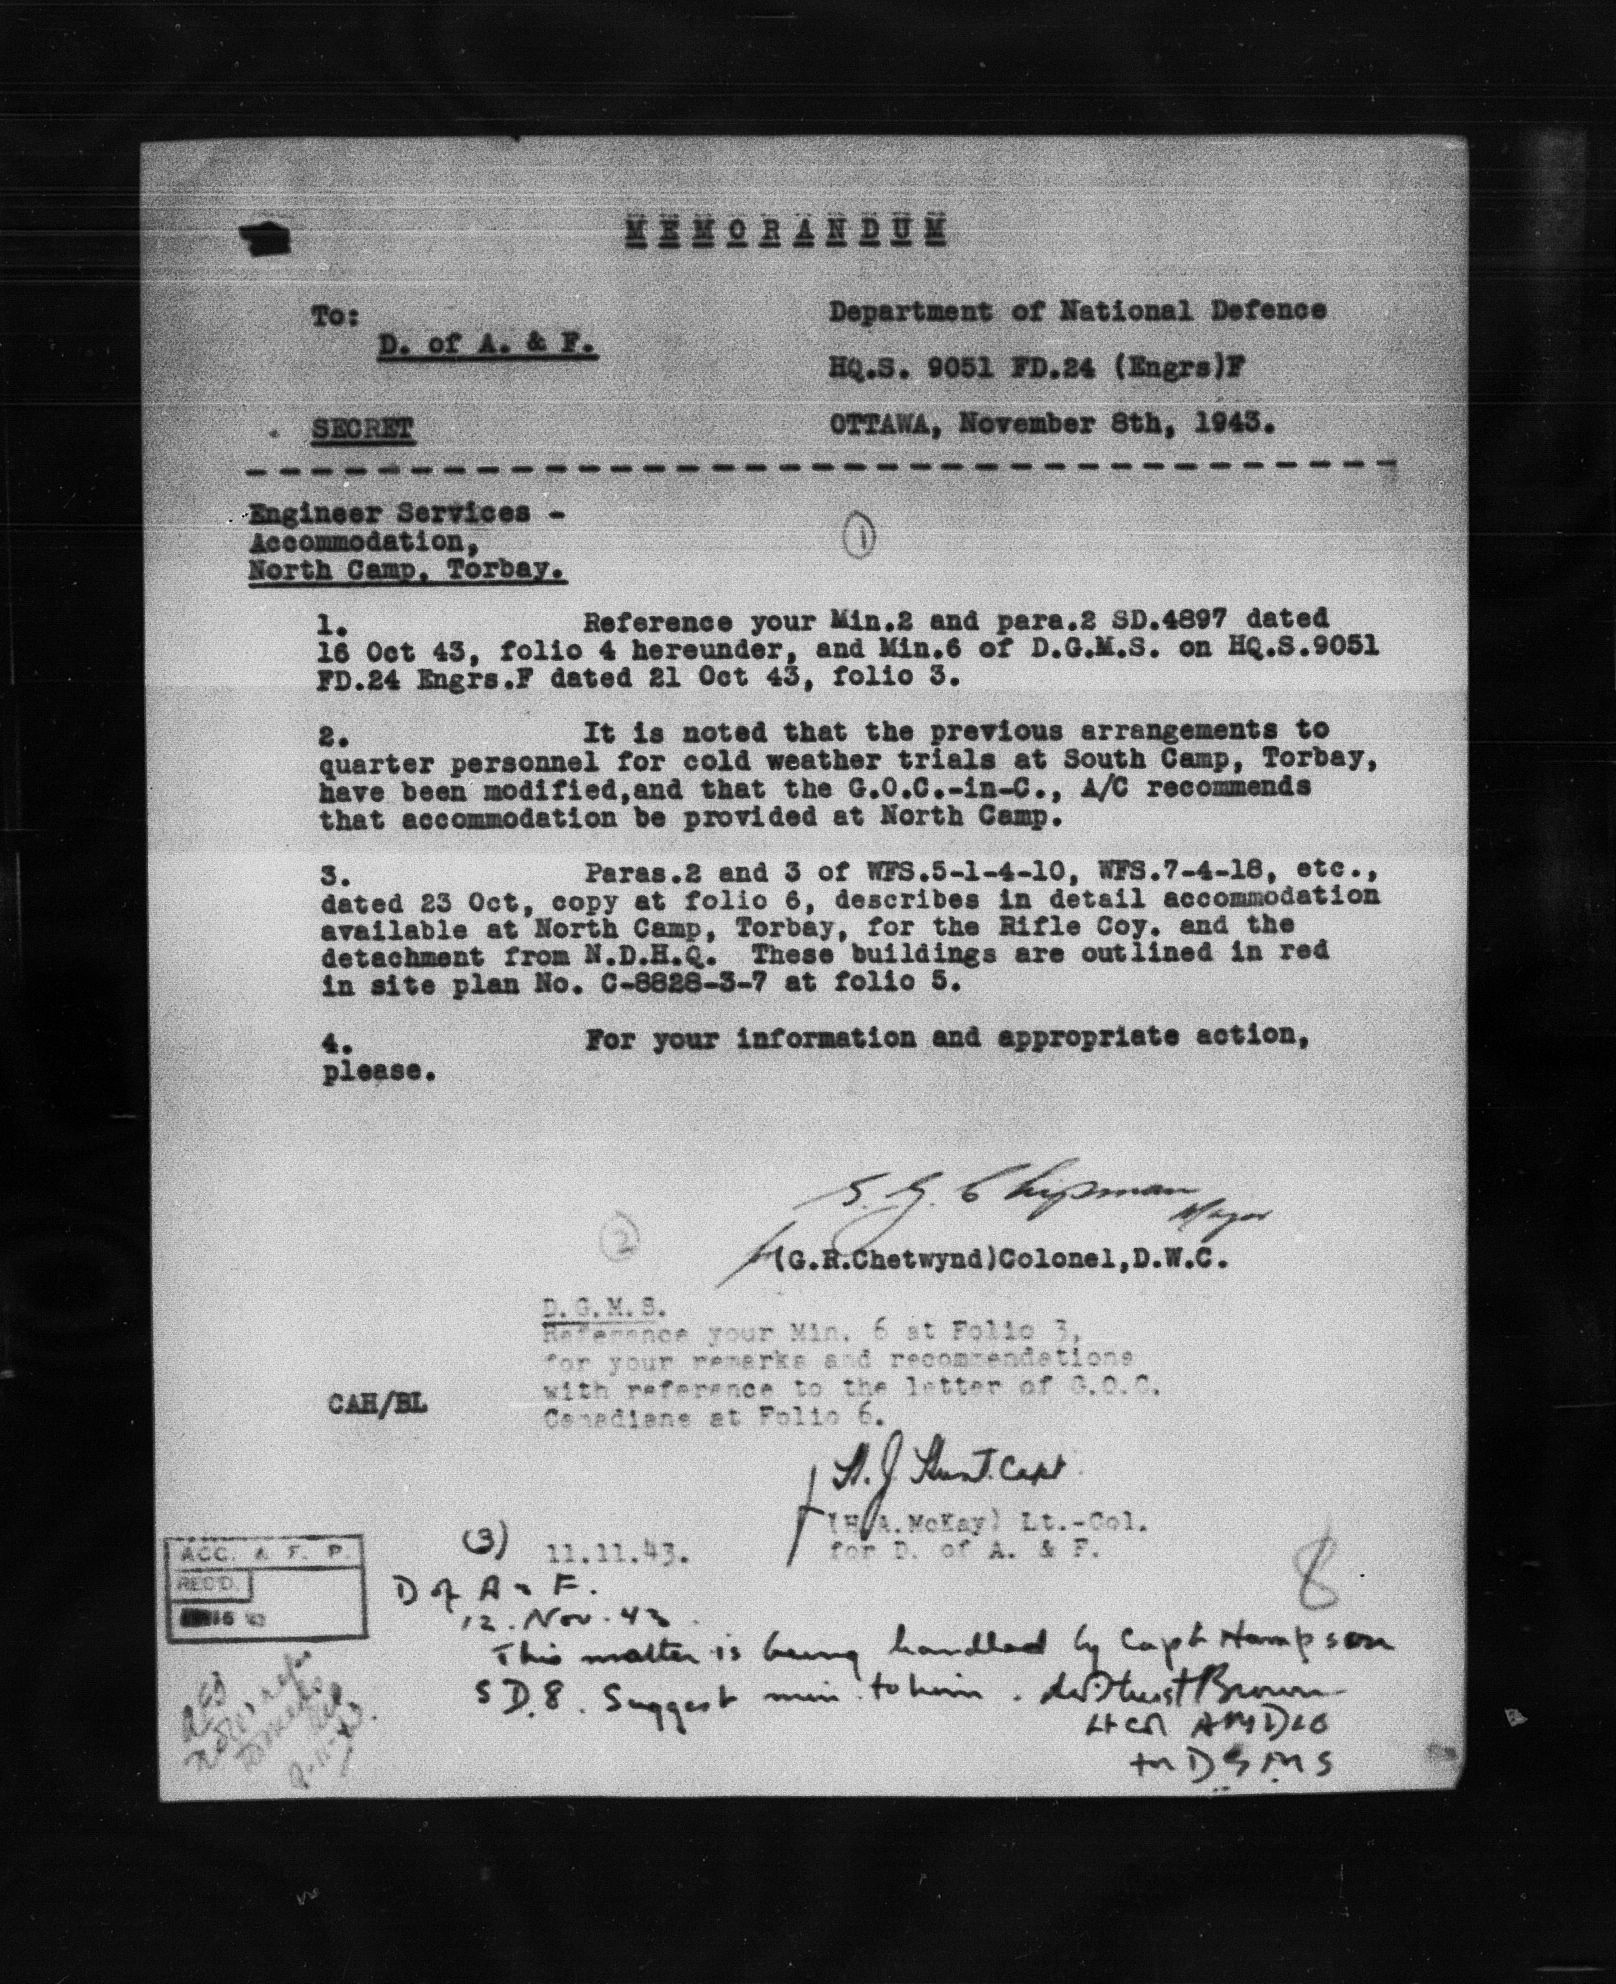 MEMORANDUM
To:
D. of A. & F.
Department of National Defence
HQ.S. 9051 FD.24 (Engrs)F
SECRET
OTTAWA, November 8th, 1943.
Engineer Services -
Accommodation,
North Camp, Torbay.
1
1. Reference your Min.2 and para.2 SD.4897 dated
16 Oct 43, folio 4 hereunder, and Min.6 of D.G.M.S. on HQ.S.9051
FD.24 Engrs.F dated 21 Oct 43, folio 3.
2. It is noted that the previous arrangements to
quarter personnel for cold weather trials at South Camp, Torbay,
have been modified,and that the G.O.C.-in-C., A/C recommends
that accommodation be provided at North Camp.
3. Paras.2 and 3 of WFS.5-1-4-10, WFS.7-4-18, etc.,
dated 23 Oct, copy at folio 6, describes in detail accommodation
available at North Camp, Torbay, for the Rifle Coy. and the
detachment from N.D.H.Q. These buildings are outlined in red
in site plan No. C-8828-3-7 at folio 5.
4. For your information and appropriate action,
please.
Chipman
Major
(G.R.Chetwynd)Colonel,D.W.C.
2
D.G.M.S.
Reference your Min. 6 at Folio 3,
for your remarks and recommendations
with reference to the letter of G.O.C.
Canadians at Folio 6.
CAH/BL
H. J. Hunt. Capt
(H.A.McKay) Lt.-Col.
for D. of A. & F.
(3)
11.11.43.
ACC. & F. P.
REC'D.
8
D of A & F.
12. Nov. 43
This matter is being handled by Capt Hampson
S D. 8. Suggest min. to him. Brown
Lt Col
for D G M S
9-11-43.